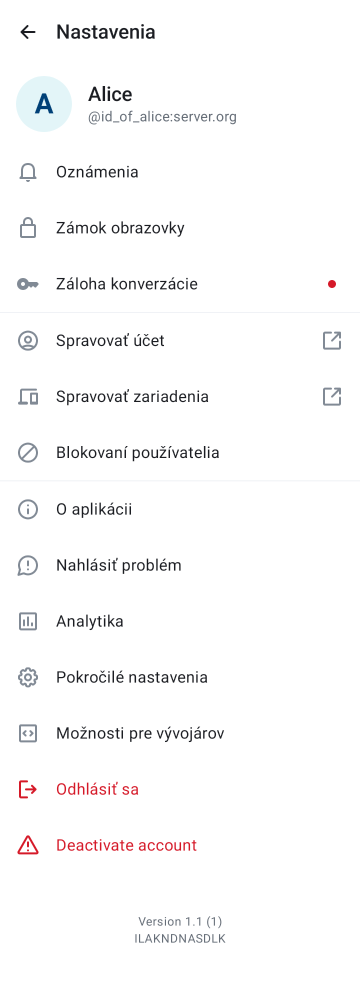 Nastavenia
A
Alice
@id_of_alice:server.org
Oznámenia
Zámok obrazovky
Záloha konverzácie
Spravovať účet
Spravovať zariadenia
Blokovaní používatelia
O aplikácii
Nahlásiť problém
Analytika
Pokročilé nastavenia
Možnosti pre vývojárov
Odhlásiť sa
Deactivate account
Version 1.1 (1)
ILAKNDNASDLK